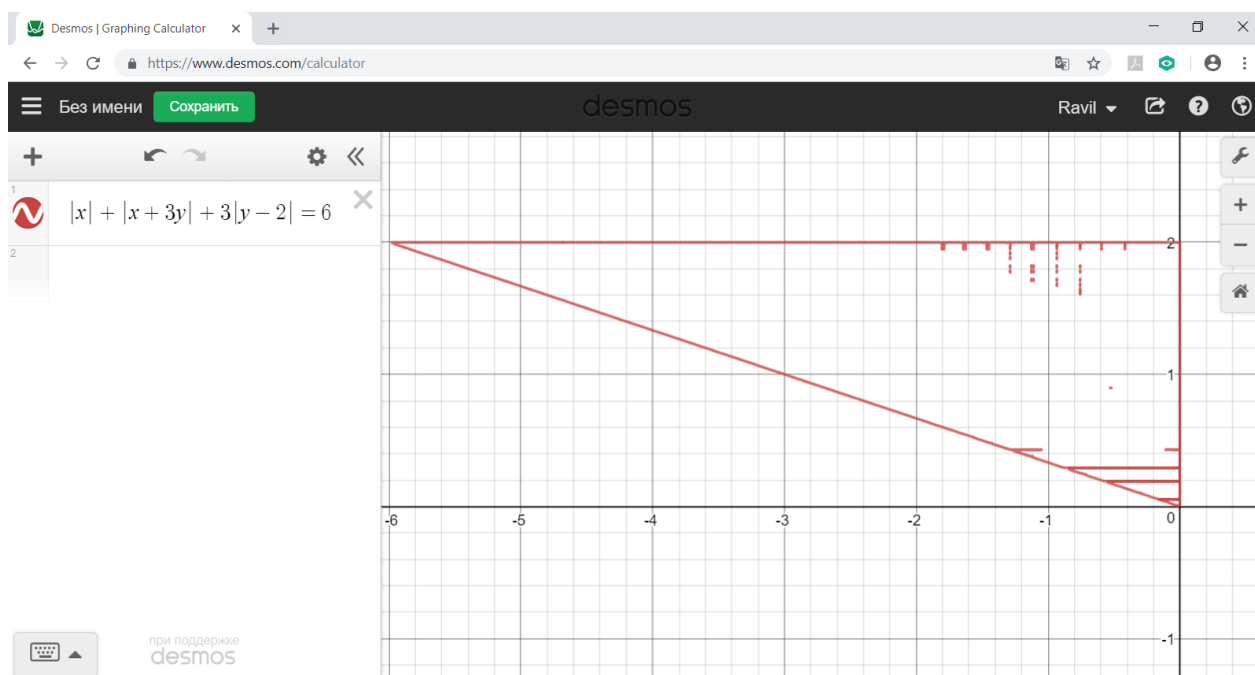 Desmos | Graphing Calculator
https://www.desmos.com/calculator
Без имени Сохранить desmos Ravil
1
|x| + |x + 3y| + 3|y − 2| = 6
2
2
1
-6 -5 -4 -3 -2 -1 0
-1
при поддержке
desmos